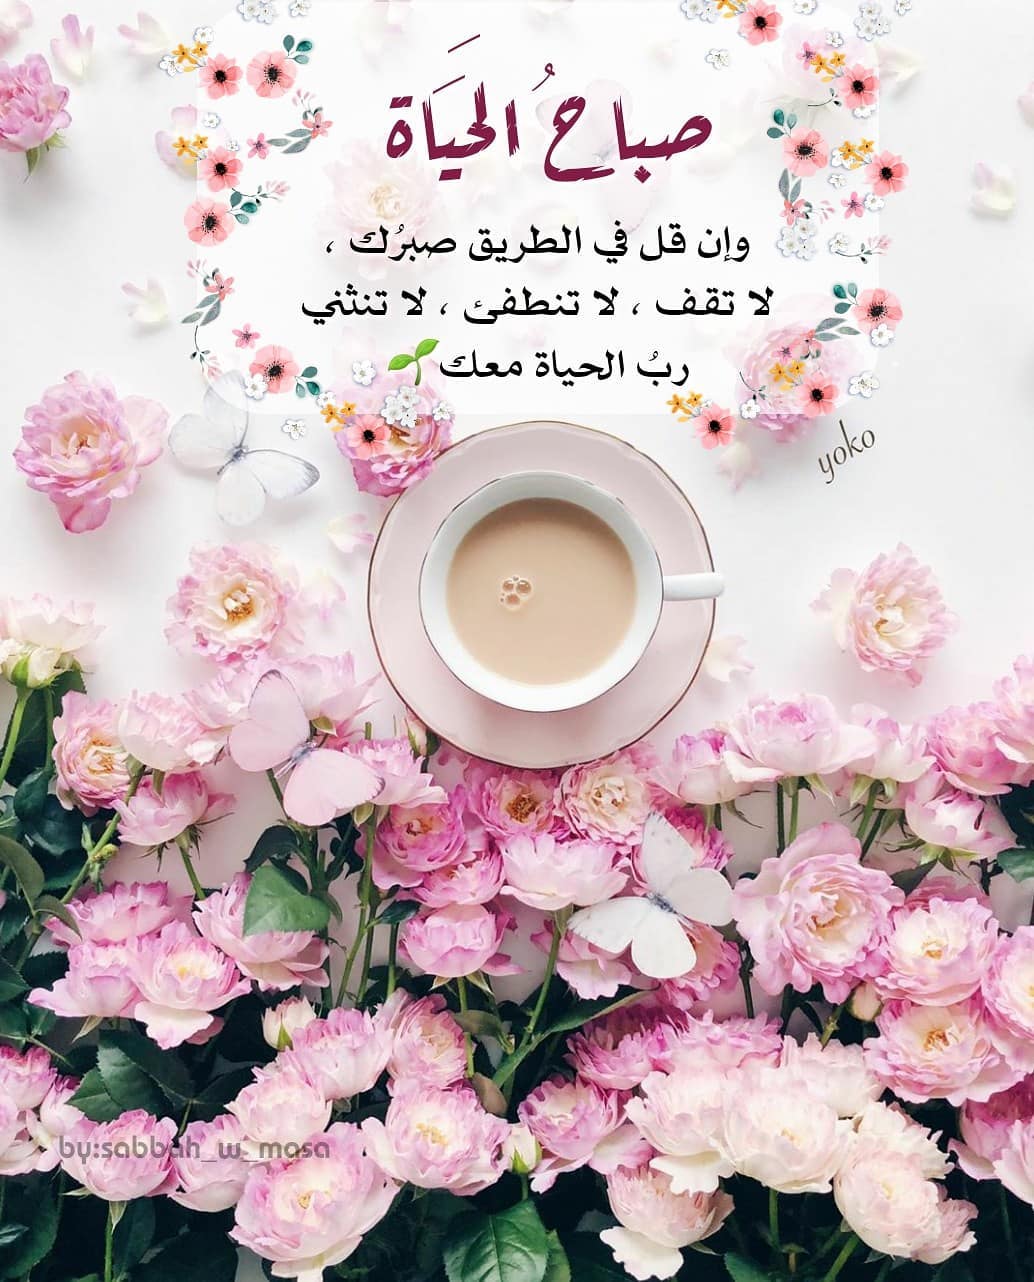 صباحُ الحيَاة
وإن قل في الطريق صبرُك ،
لا تقف ، لا تنطفئ ، لا تنثني
ربُ الحياة معك🌱
yoko
by:sabbah_w_masa